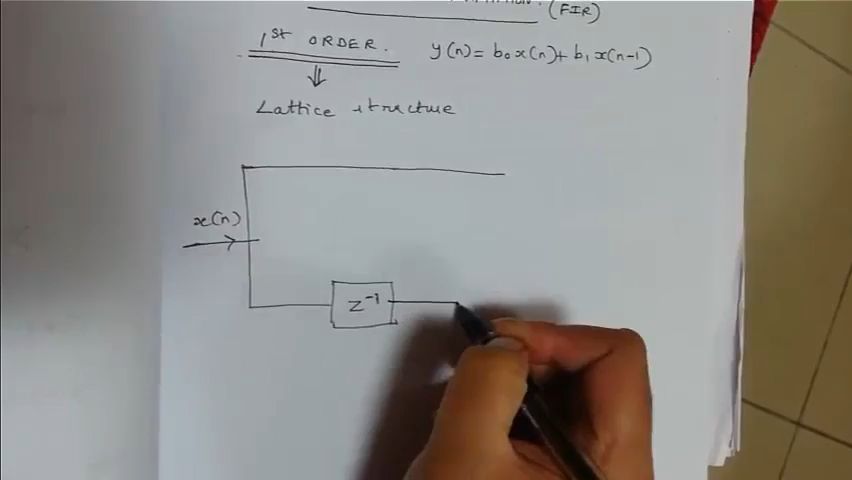 (FIR)
1ST ORDER. y(n)= b0x(n)+ b1x(n-1)
⇓
Lattice structure
x(n)
Z⁻¹